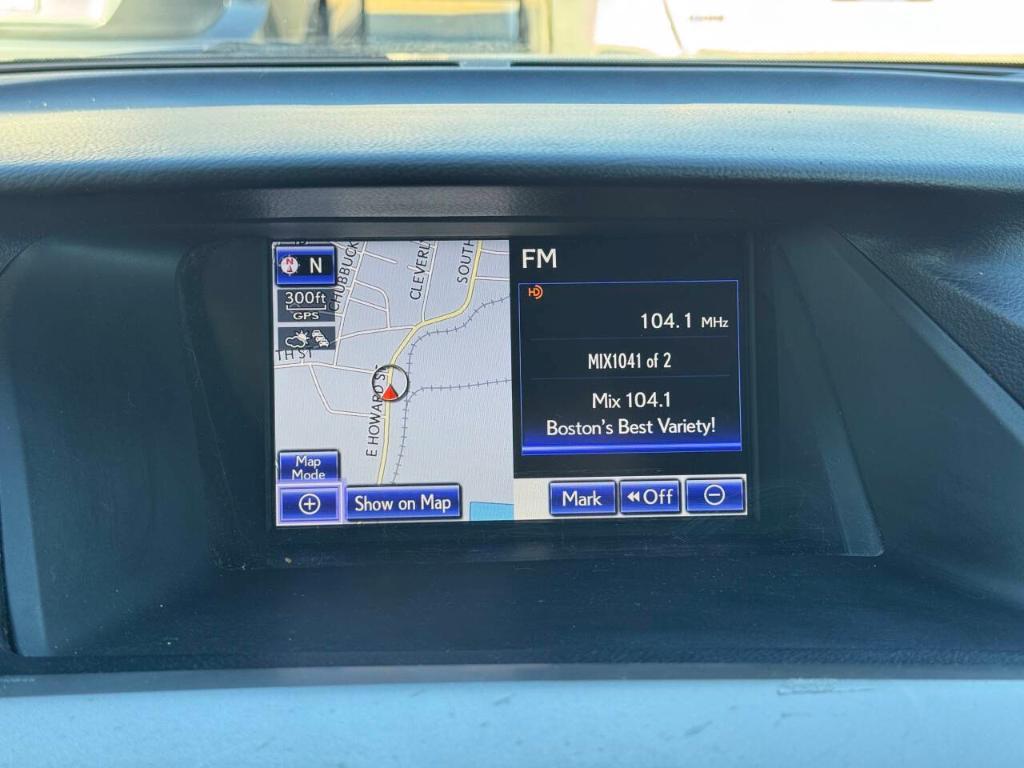 N
N
300ft
GPS
CHUBBUCK
CLEVERL
SOUTH
TH ST
E HOWARD ST
Map
Mode
Show on Map
FM
HD
104.1 MHz
MIX1041 of 2
Mix 104.1
Boston's Best Variety!
Mark
Off